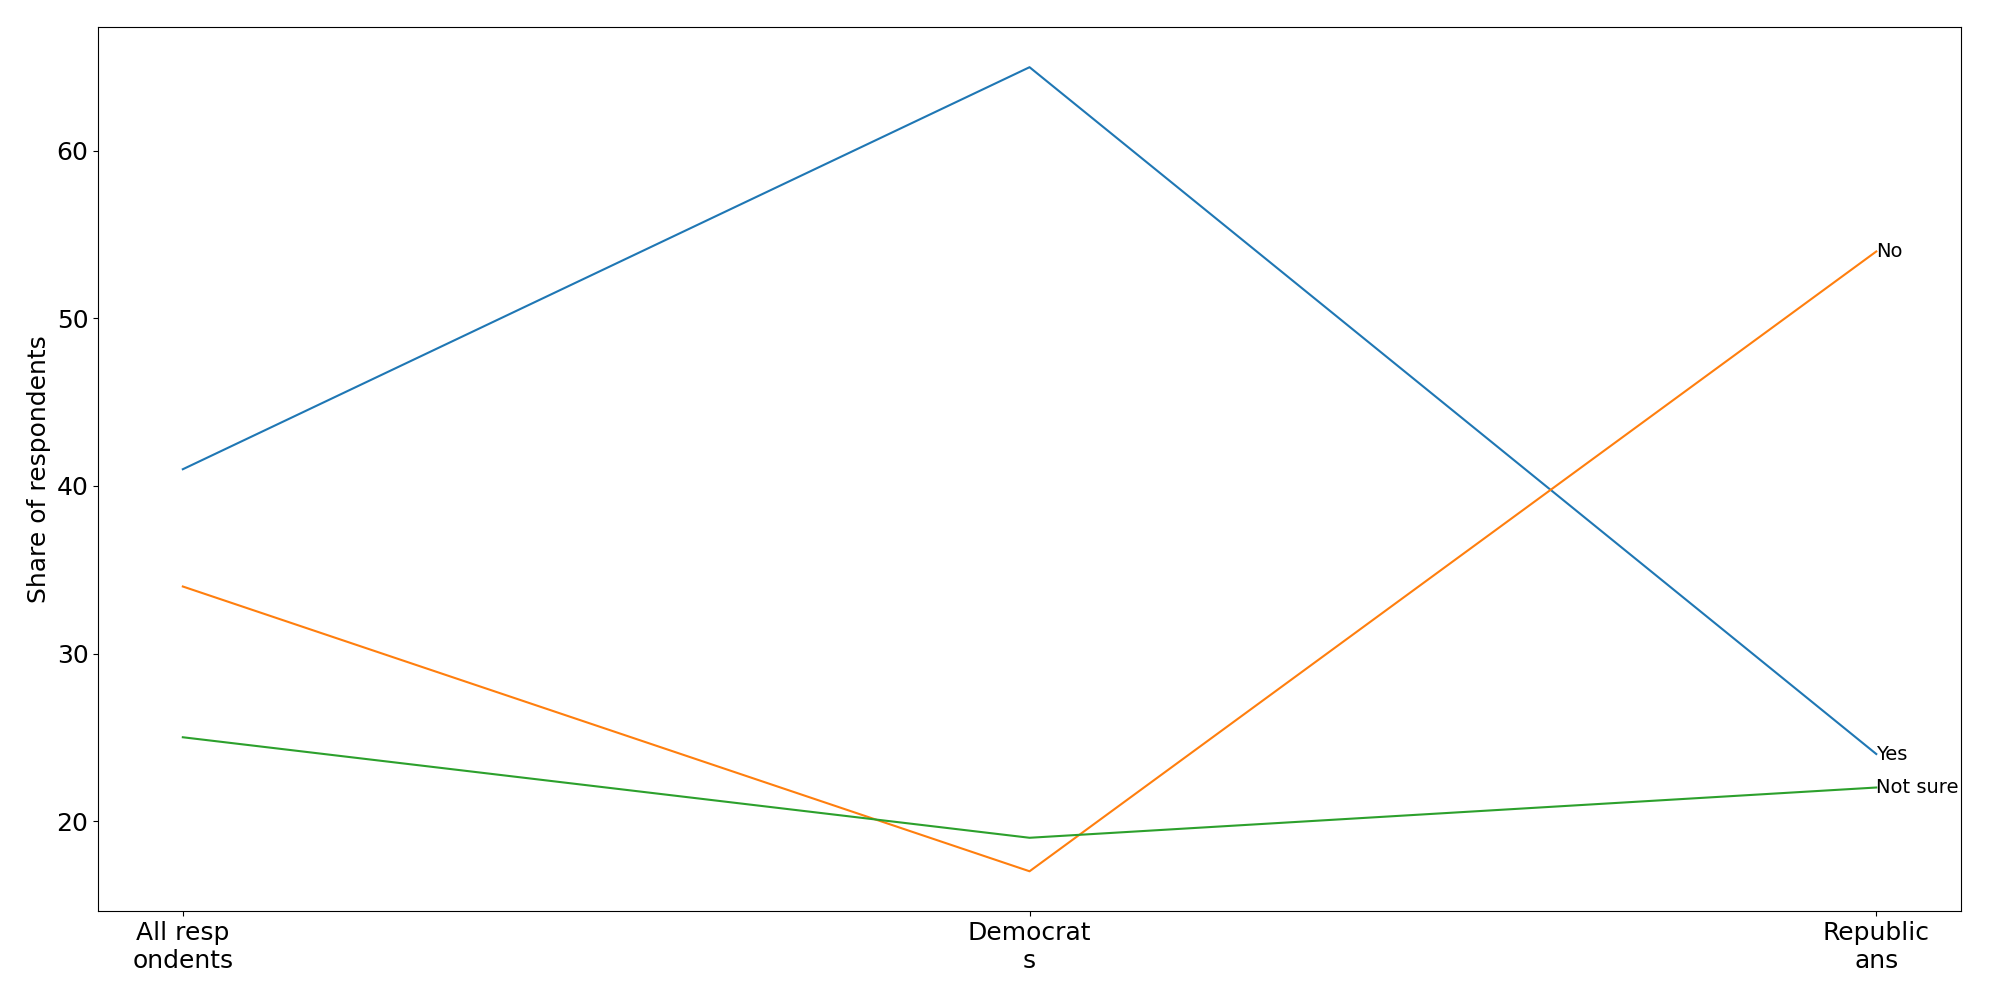 Share of respondents
60
50
40
30
20
No
Yes
Not sure
All resp
ondents
Democrat
s
Republic
ans